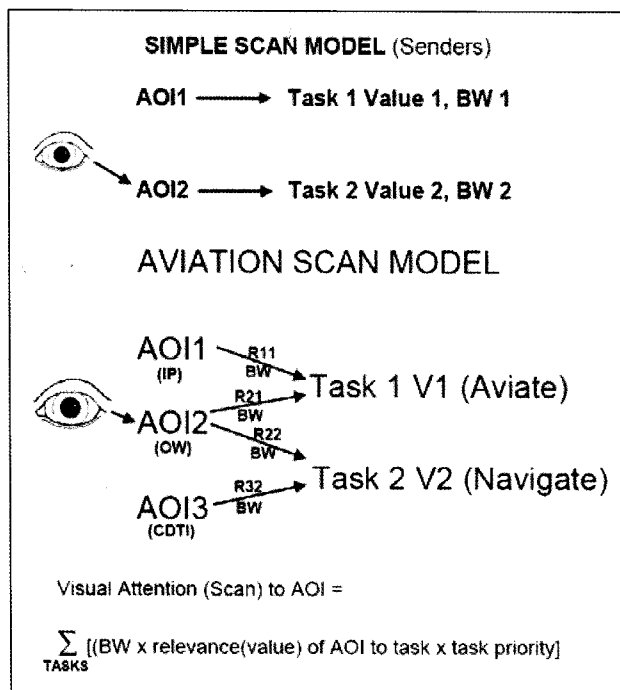 SIMPLE SCAN MODEL (Senders)
AOI1 Task 1 Value 1, BW 1
AOI2 Task 2 Value 2, BW 2
AVIATION SCAN MODEL
AOI1
(IP)
R11
BW
Task 1 V1 (Aviate)
R21
BW
AOI2
(OW)
R22
BW
Task 2 V2 (Navigate)
R32
BW
AOI3
(CDTI)
Visual Attention (Scan) to AOI =
∑ [(BW x relevance(value) of AOI to task x task priority]
TASKS